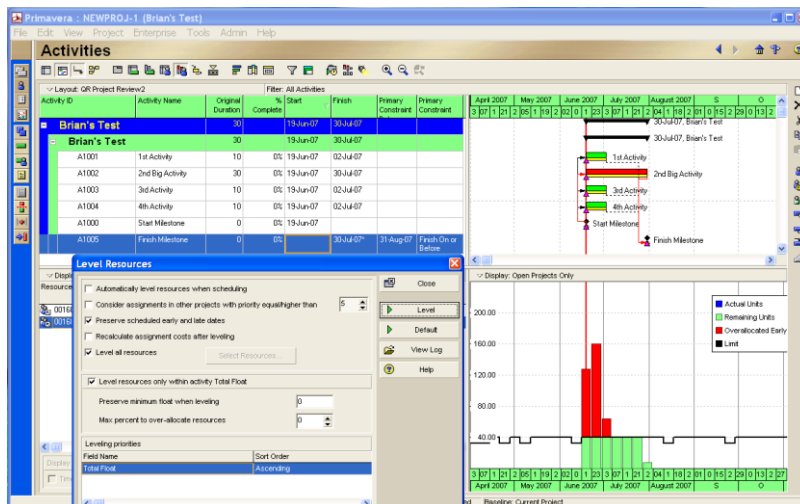 Primavera : NEWPROJ-1 (Brian's Test)
File Edit View Project Enterprise Tools Admin Help
Activities
Layout: QR Project Review2 Filter: All Activities
Activity ID Activity Name Original Duration % Complete Start Finish Primary Constraint Primary Constraint
Brian's Test 30 19-Jun-07 30-Jul-07
Brian's Test 30 19-Jun-07 30-Jul-07
A1001 1st Activity 10 0% 19-Jun-07 02-Jul-07
A1002 2nd Big Activity 30 0% 19-Jun-07 30-Jul-07
A1003 3rd Activity 10 0% 19-Jun-07 02-Jul-07
A1004 4th Activity 10 0% 19-Jun-07 02-Jul-07
A1000 Start Milestone 0 0% 19-Jun-07
A1005 Finish Milestone 0 0% 30-Jul-07* 31-Aug-07 Finish On or Before
April 2007 May 2007 June 2007 July 2007 August 2007 S O
30-Jul-07, Brian's Test
30-Jul-07, Brian's Test
1st Activity
2nd Big Activity
3rd Activity
4th Activity
Start Milestone
Finish Milestone
Level Resources
Automatically level resources when scheduling
Consider assignments in other projects with priority equal/higher than 5
Preserve scheduled early and late dates
Recalculate assignment costs after leveling
Level all resources Select Resources...
Level resources only within activity Total Float
Preserve minimum float when leveling 0
Max percent to over-allocate resources 0
Leveling priorities
Field Name Sort Order
Total Float Ascending
Close
Level
Default
View Log
Help
Display: Open Projects Only
Actual Units
Remaining Units
Overallocated Early
Limit
200.00
160.00
120.00
80.00
40.00
April 2007 May 2007 June 2007 July 2007 August 2007 S O
Baseline: Current Project